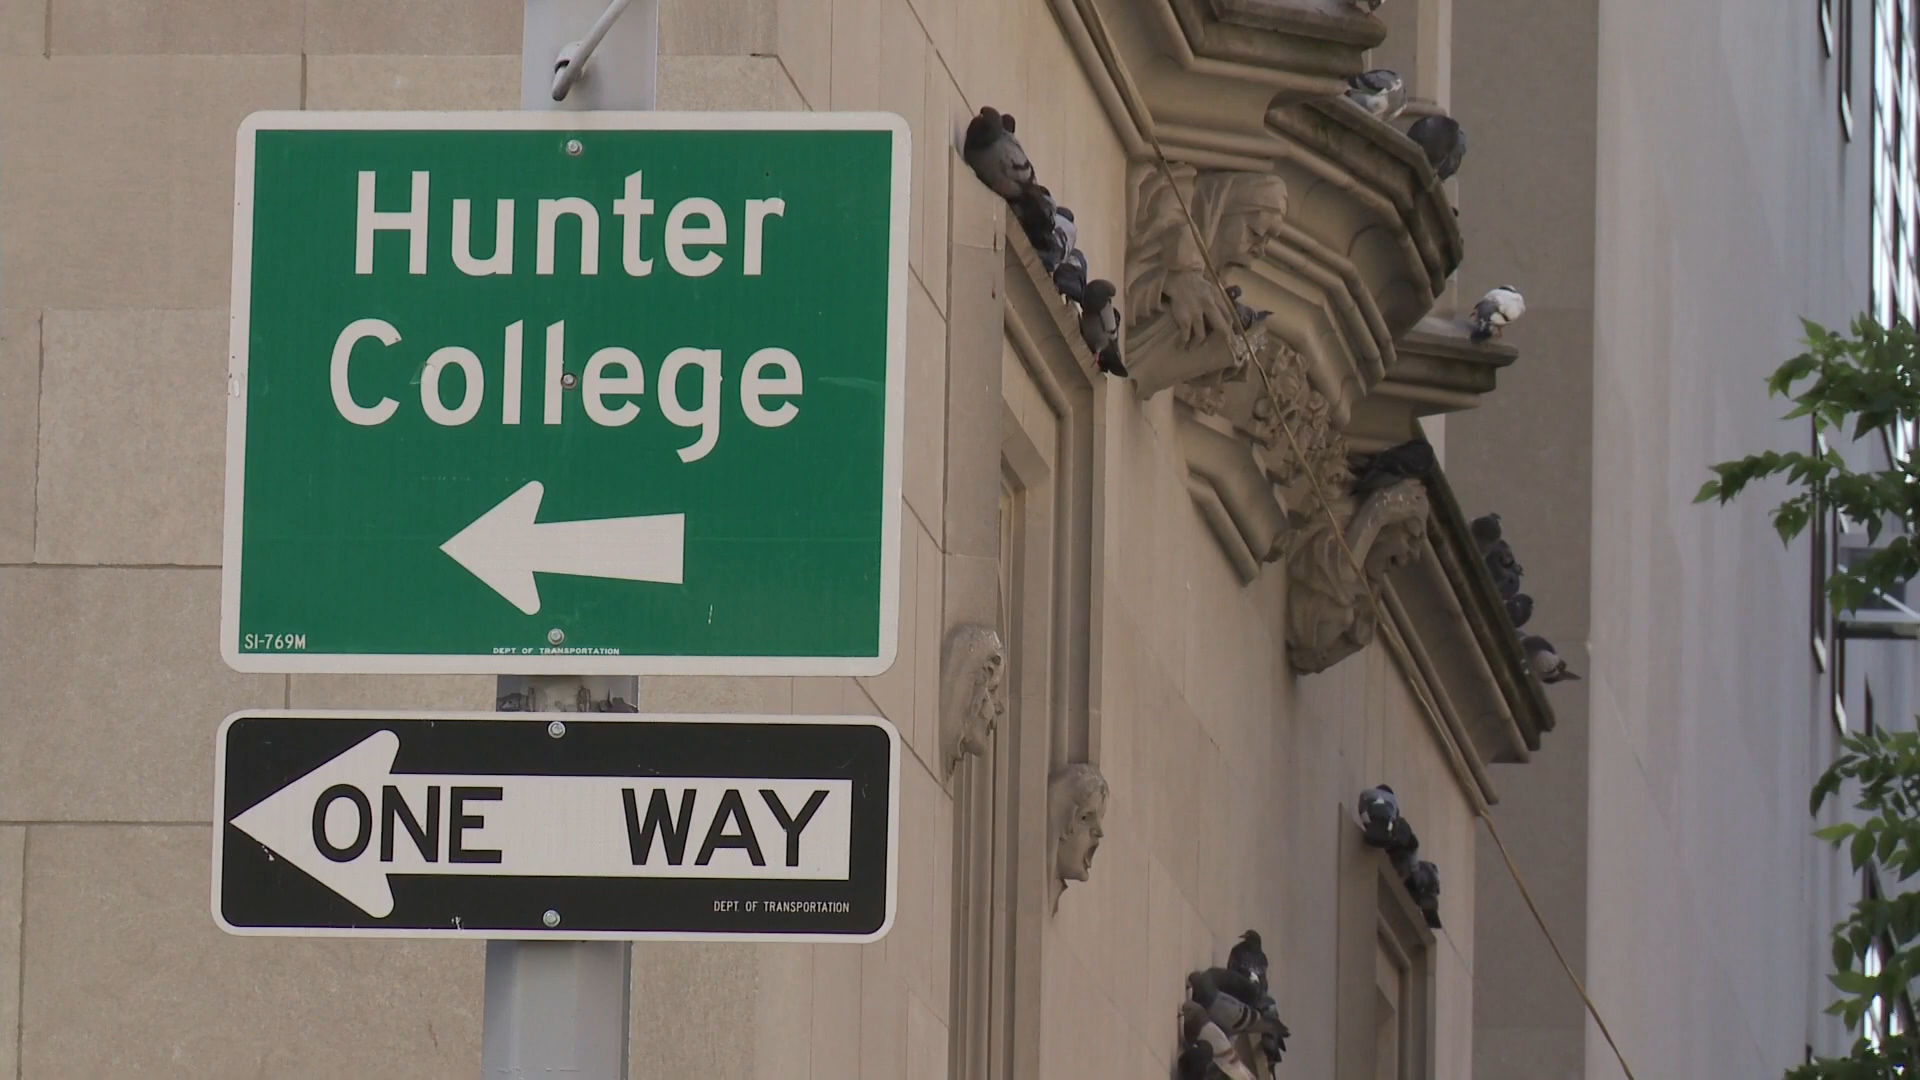 Hunter
College
SI-769M
DEPT OF TRANSPORTATION
ONE WAY
DEPT. OF TRANSPORTATION